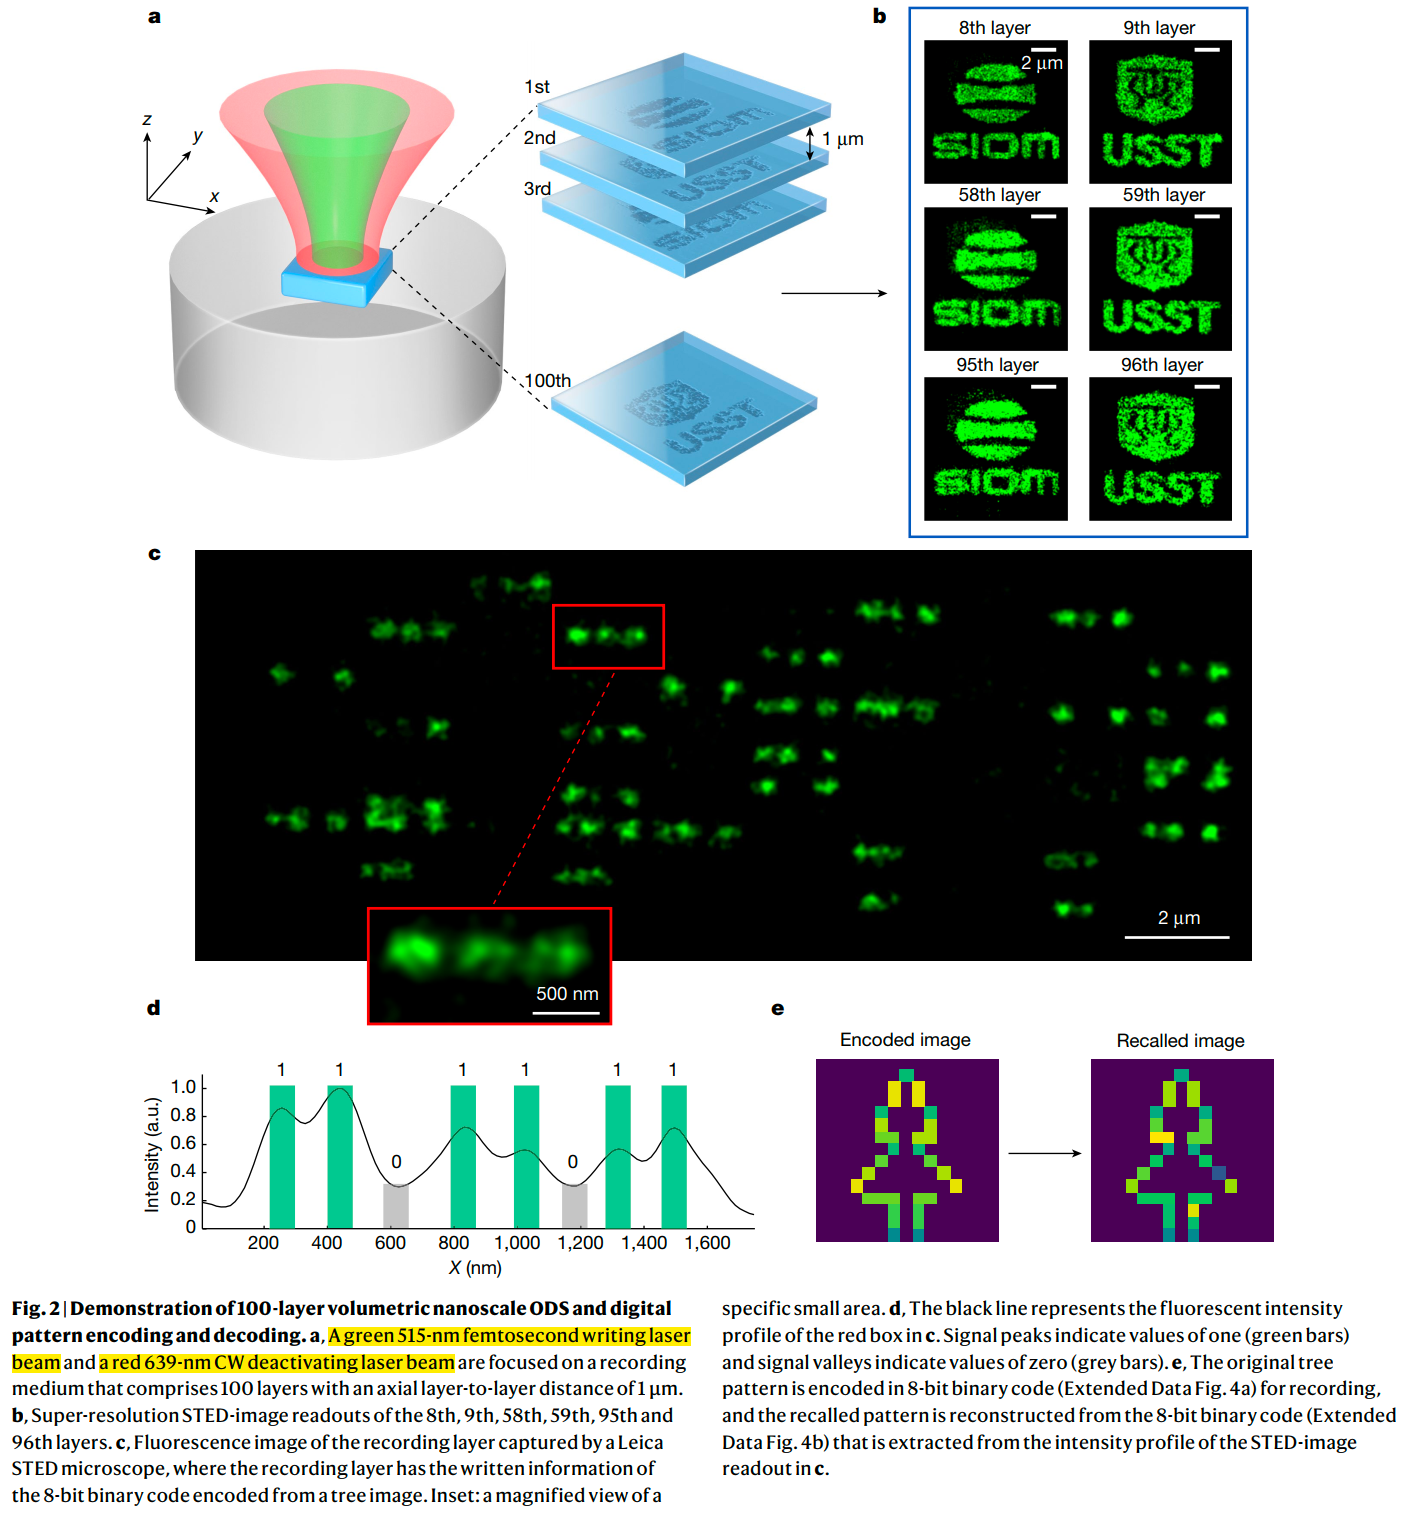 a
b
z
y
x
1st
2nd
3rd
1 µm
100th
8th layer
9th layer
2 µm
SIOM
USST
58th layer
59th layer
SIOM
USST
95th layer
96th layer
SIOM
USST
SIOM
USST
SIOM
USST
c
2 µm
500 nm
d
1 1 0 1 1 0 1 1
Intensity (a.u.)
1.0
0.8
0.6
0.4
0.2
0
200 400 600 800 1,000 1,200 1,400 1,600
X (nm)
e
Encoded image
Recalled image
Fig. 2 | Demonstration of 100-layer volumetric nanoscale ODS and digital
pattern encoding and decoding. a, A green 515-nm femtosecond writing laser
beam and a red 639-nm CW deactivating laser beam are focused on a recording
medium that comprises 100 layers with an axial layer-to-layer distance of 1 µm.
b, Super-resolution STED-image readouts of the 8th, 9th, 58th, 59th, 95th and
96th layers. c, Fluorescence image of the recording layer captured by a Leica
STED microscope, where the recording layer has the written information of
the 8-bit binary code encoded from a tree image. Inset: a magnified view of a
specific small area. d, The black line represents the fluorescent intensity
profile of the red box in c. Signal peaks indicate values of one (green bars)
and signal valleys indicate values of zero (grey bars). e, The original tree
pattern is encoded in 8-bit binary code (Extended Data Fig. 4a) for recording,
and the recalled pattern is reconstructed from the 8-bit binary code (Extended
Data Fig. 4b) that is extracted from the intensity profile of the STED-image
readout in c.